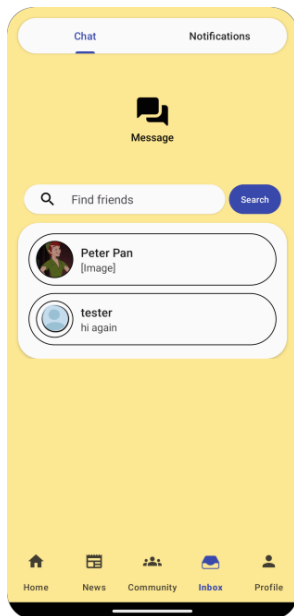 Chat
Notifications
Message
Find friends
Search
Peter Pan
[Image]
tester
hi again
Home
News
Community
Inbox
Profile